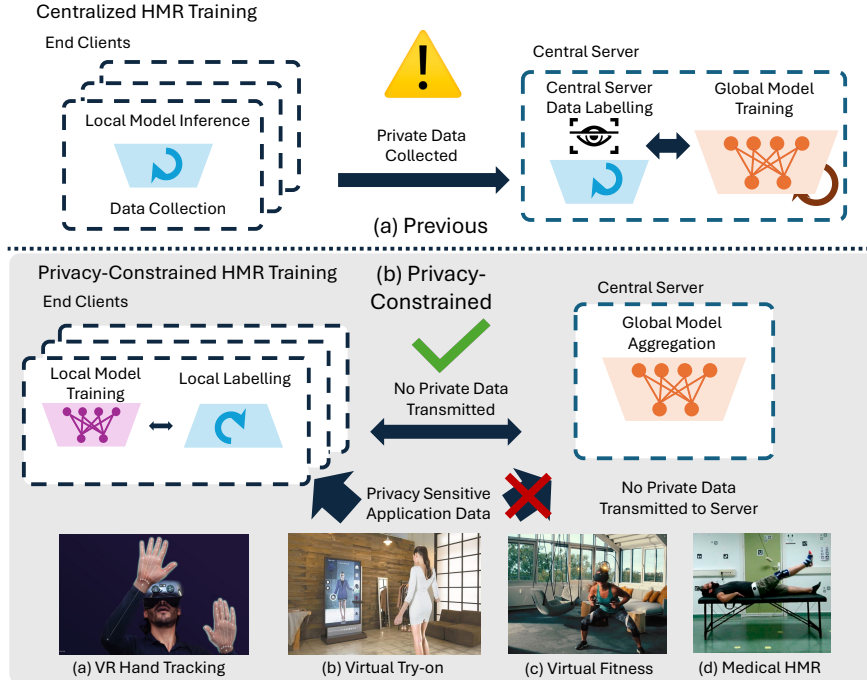 Centralized HMR Training
End Clients
Local Model Inference
Data Collection
Private Data
Collected
(a) Previous
Central Server
Central Server
Data Labelling
Global Model
Training
Privacy-Constrained HMR Training
(b) Privacy-
Constrained
End Clients
Local Model
Training
Local Labelling
No Private Data
Transmitted
Central Server
Global Model
Aggregation
Privacy Sensitive
Application Data
No Private Data
Transmitted to Server
(a) VR Hand Tracking
(b) Virtual Try-on
(c) Virtual Fitness
(d) Medical HMR